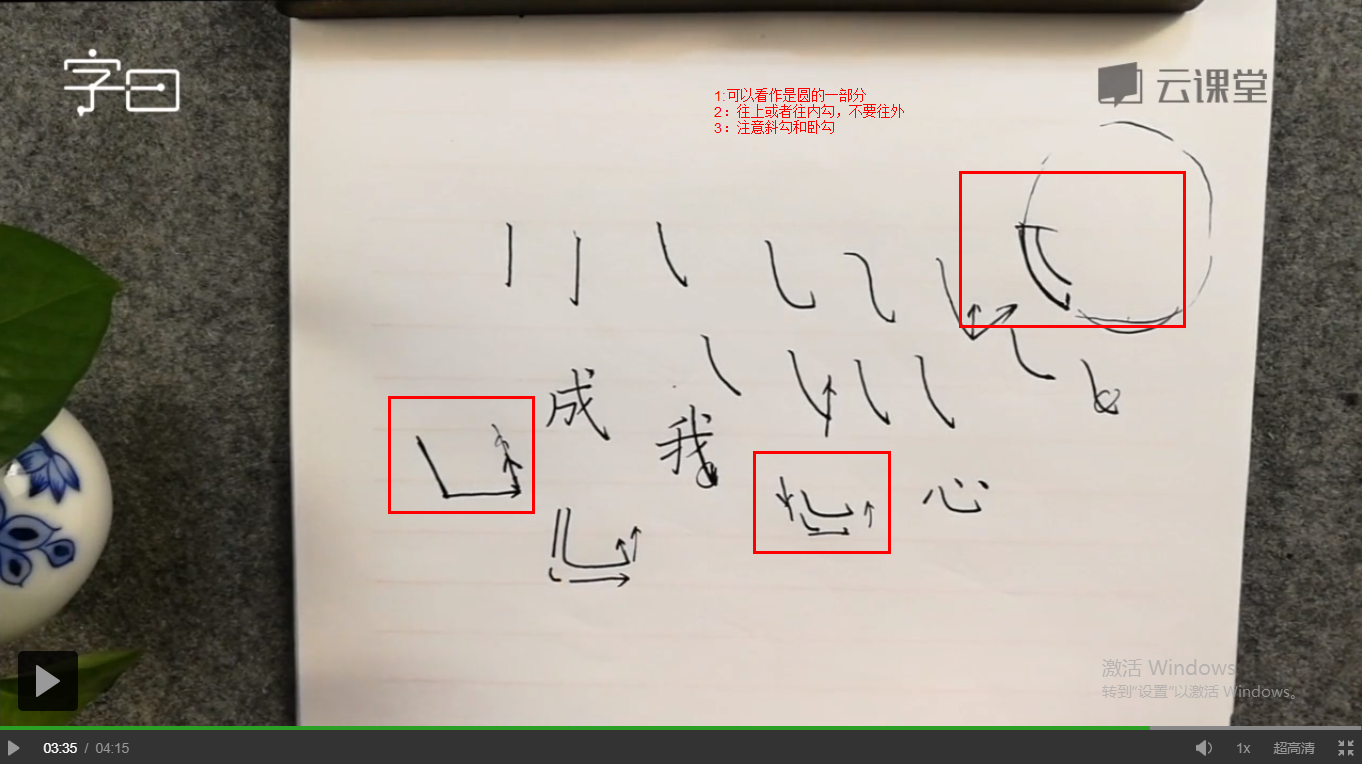 字曰
云课堂
1:可以看作是圆的一部分
2：往上或者往内勾，不要往外
3：注意斜勾和卧勾
成
我
心
激活 Windows
转到"设置"以激活 Windows。
03:35 / 04:15
1x
超高清